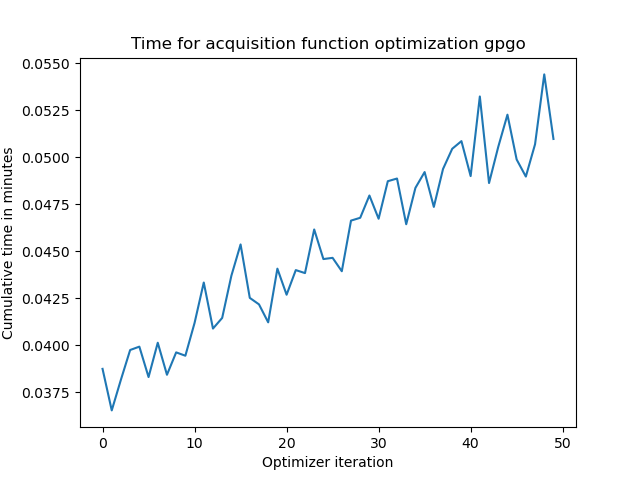 Time for acquisition function optimization gpgo
0.0550
0.0525
0.0500
0.0475
0.0450
0.0425
0.0400
0.0375
Cumulative time in minutes
0 10 20 30 40 50
Optimizer iteration